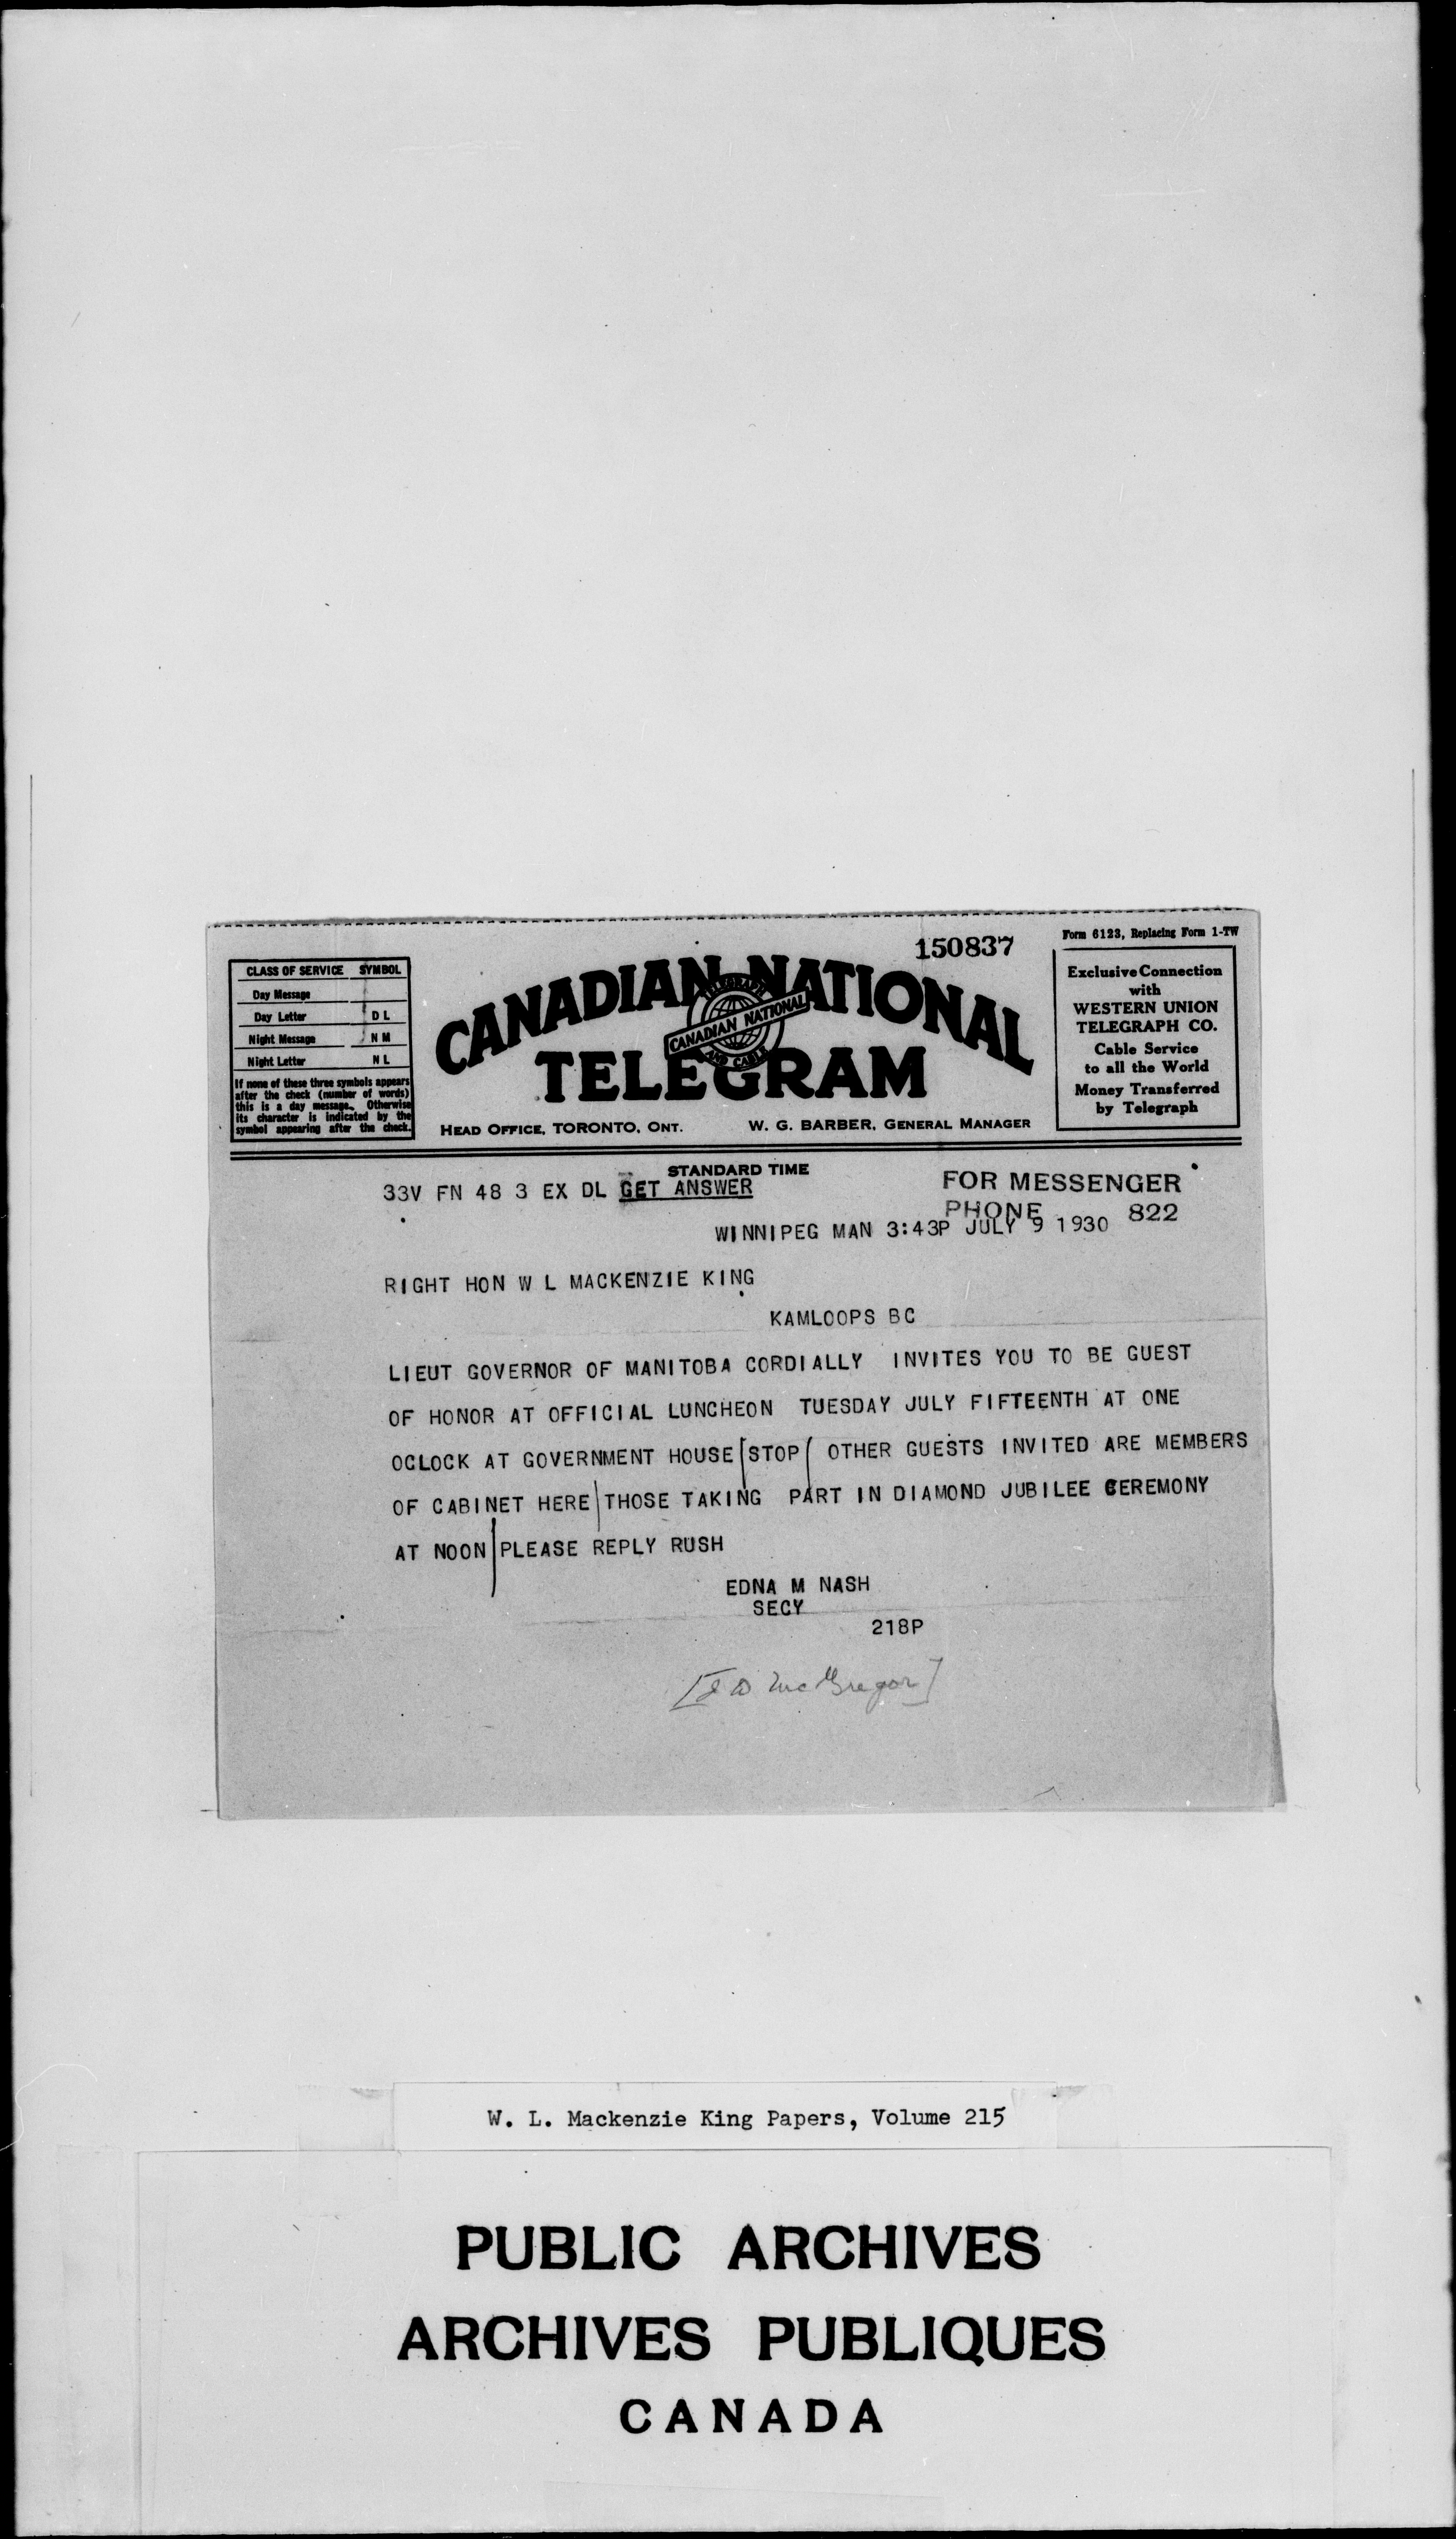 150837
Form 6123, Replacing Form 1-TW
CLASS OF SERVICE SYMBOL
Day Message
Day Letter D L
Night Message N M
Night Letter N L
If none of these three symbols appears
after the check (number of words)
this is a day message. Otherwise
its character is indicated by the
symbol appearing after the check.
CANADIAN NATIONAL
TELEGRAM
TELEGRAPH
CANADIAN NATIONAL
AND CABLE
HEAD OFFICE, TORONTO, ONT. W. G. BARBER, GENERAL MANAGER
Exclusive Connection
with
WESTERN UNION
TELEGRAPH CO.
Cable Service
to all the World
Money Transferred
by Telegraph
STANDARD TIME
33V FN 48 3 EX DL GET ANSWER
FOR MESSENGER
PHONE 822
WINNIPEG MAN 3:43P JULY 9 1930
RIGHT HON W L MACKENZIE KING
KAMLOOPS BC
LIEUT GOVERNOR OF MANITOBA CORDIALLY INVITES YOU TO BE GUEST
OF HONOR AT OFFICIAL LUNCHEON TUESDAY JULY FIFTEENTH AT ONE
OCLOCK AT GOVERNMENT HOUSE STOP OTHER GUESTS INVITED ARE MEMBERS
OF CABINET HERE THOSE TAKING PART IN DIAMOND JUBILEE CEREMONY
AT NOON PLEASE REPLY RUSH
EDNA M NASH
SECY
218P
[J D McGregor]
W. L. Mackenzie King Papers, Volume 215
PUBLIC ARCHIVES
ARCHIVES PUBLIQUES
CANADA